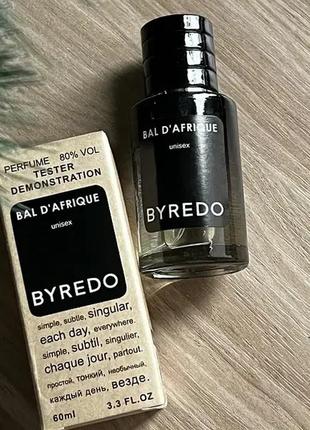 PERFUME 80% VOL
TESTER
DEMONSTRATION
BAL D'AFRIQUE
unisex
BYREDO
simple, subtle, singular,
each day, everywhere.
simple, subtil, singulier,
chaque jour, partout.
простой, тонкий, необычный,
каждый день, везде.
60ml 3.3 FL.OZ
BAL D'AFRIQUE
unisex
BYREDO